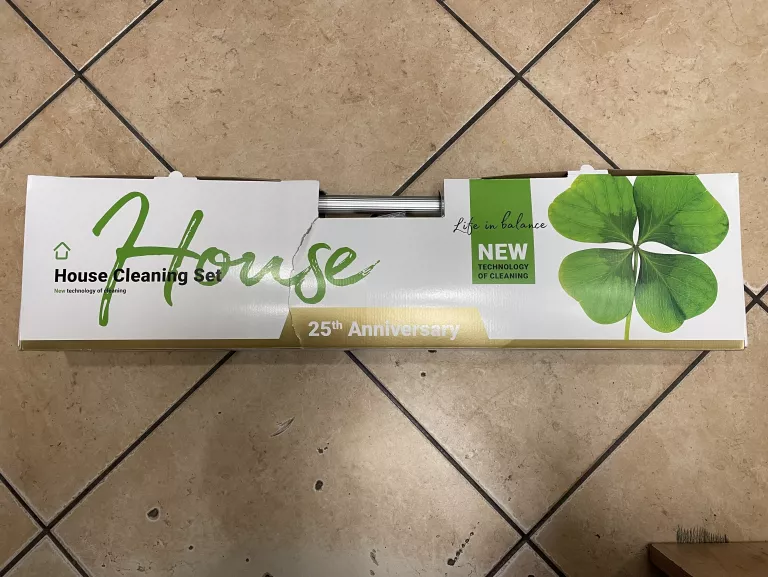 House
House Cleaning Set
New technology of cleaning
25th Anniversary
Life in balance
NEW
TECHNOLOGY
OF CLEANING